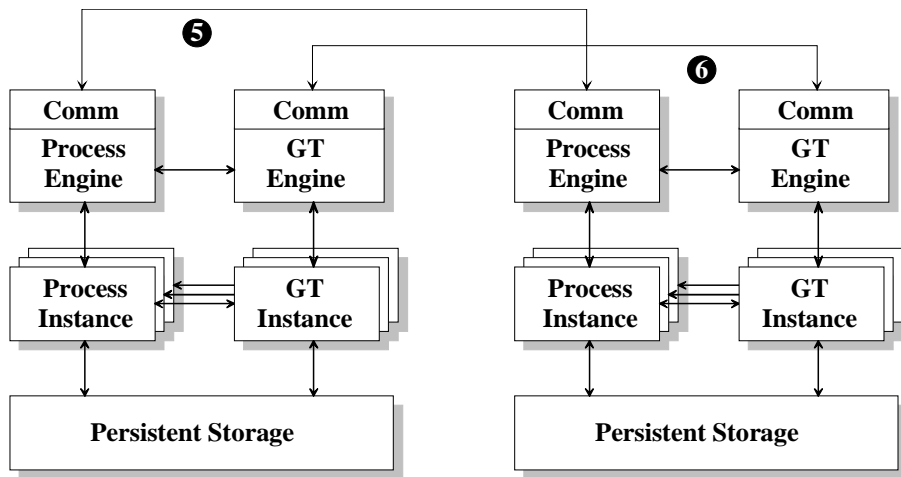 ❺
❻
Comm
Comm
Comm
Comm
Process
Engine
GT
Engine
Process
Engine
GT
Engine
Process
Instance
GT
Instance
Process
Instance
GT
Instance
Persistent Storage
Persistent Storage